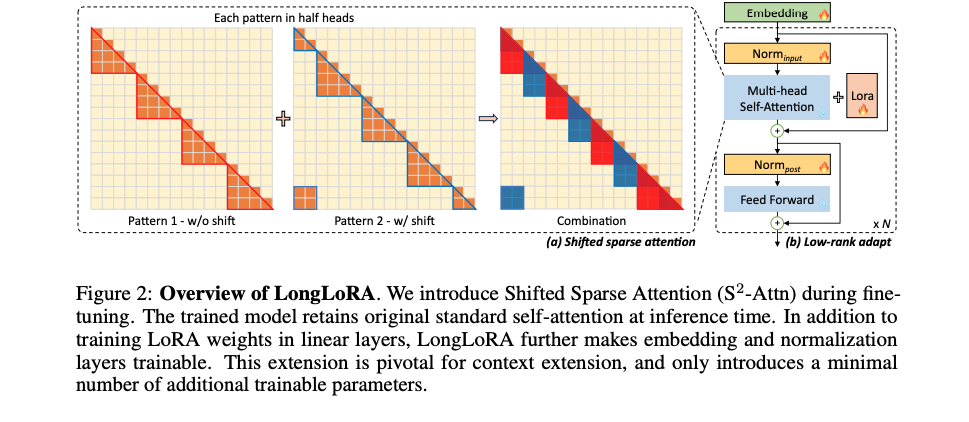 Each pattern in half heads
Pattern 1 - w/o shift
Pattern 2 - w/ shift
Combination
(a) Shifted sparse attention
Embedding
Norm input
Multi-head
Self-Attention
Lora
Norm post
Feed Forward
x N
(b) Low-rank adapt
Figure 2: Overview of LongLoRA. We introduce Shifted Sparse Attention (S²-Attn) during fine-
tuning. The trained model retains original standard self-attention at inference time. In addition to
training LoRA weights in linear layers, LongLoRA further makes embedding and normalization
layers trainable. This extension is pivotal for context extension, and only introduces a minimal
number of additional trainable parameters.